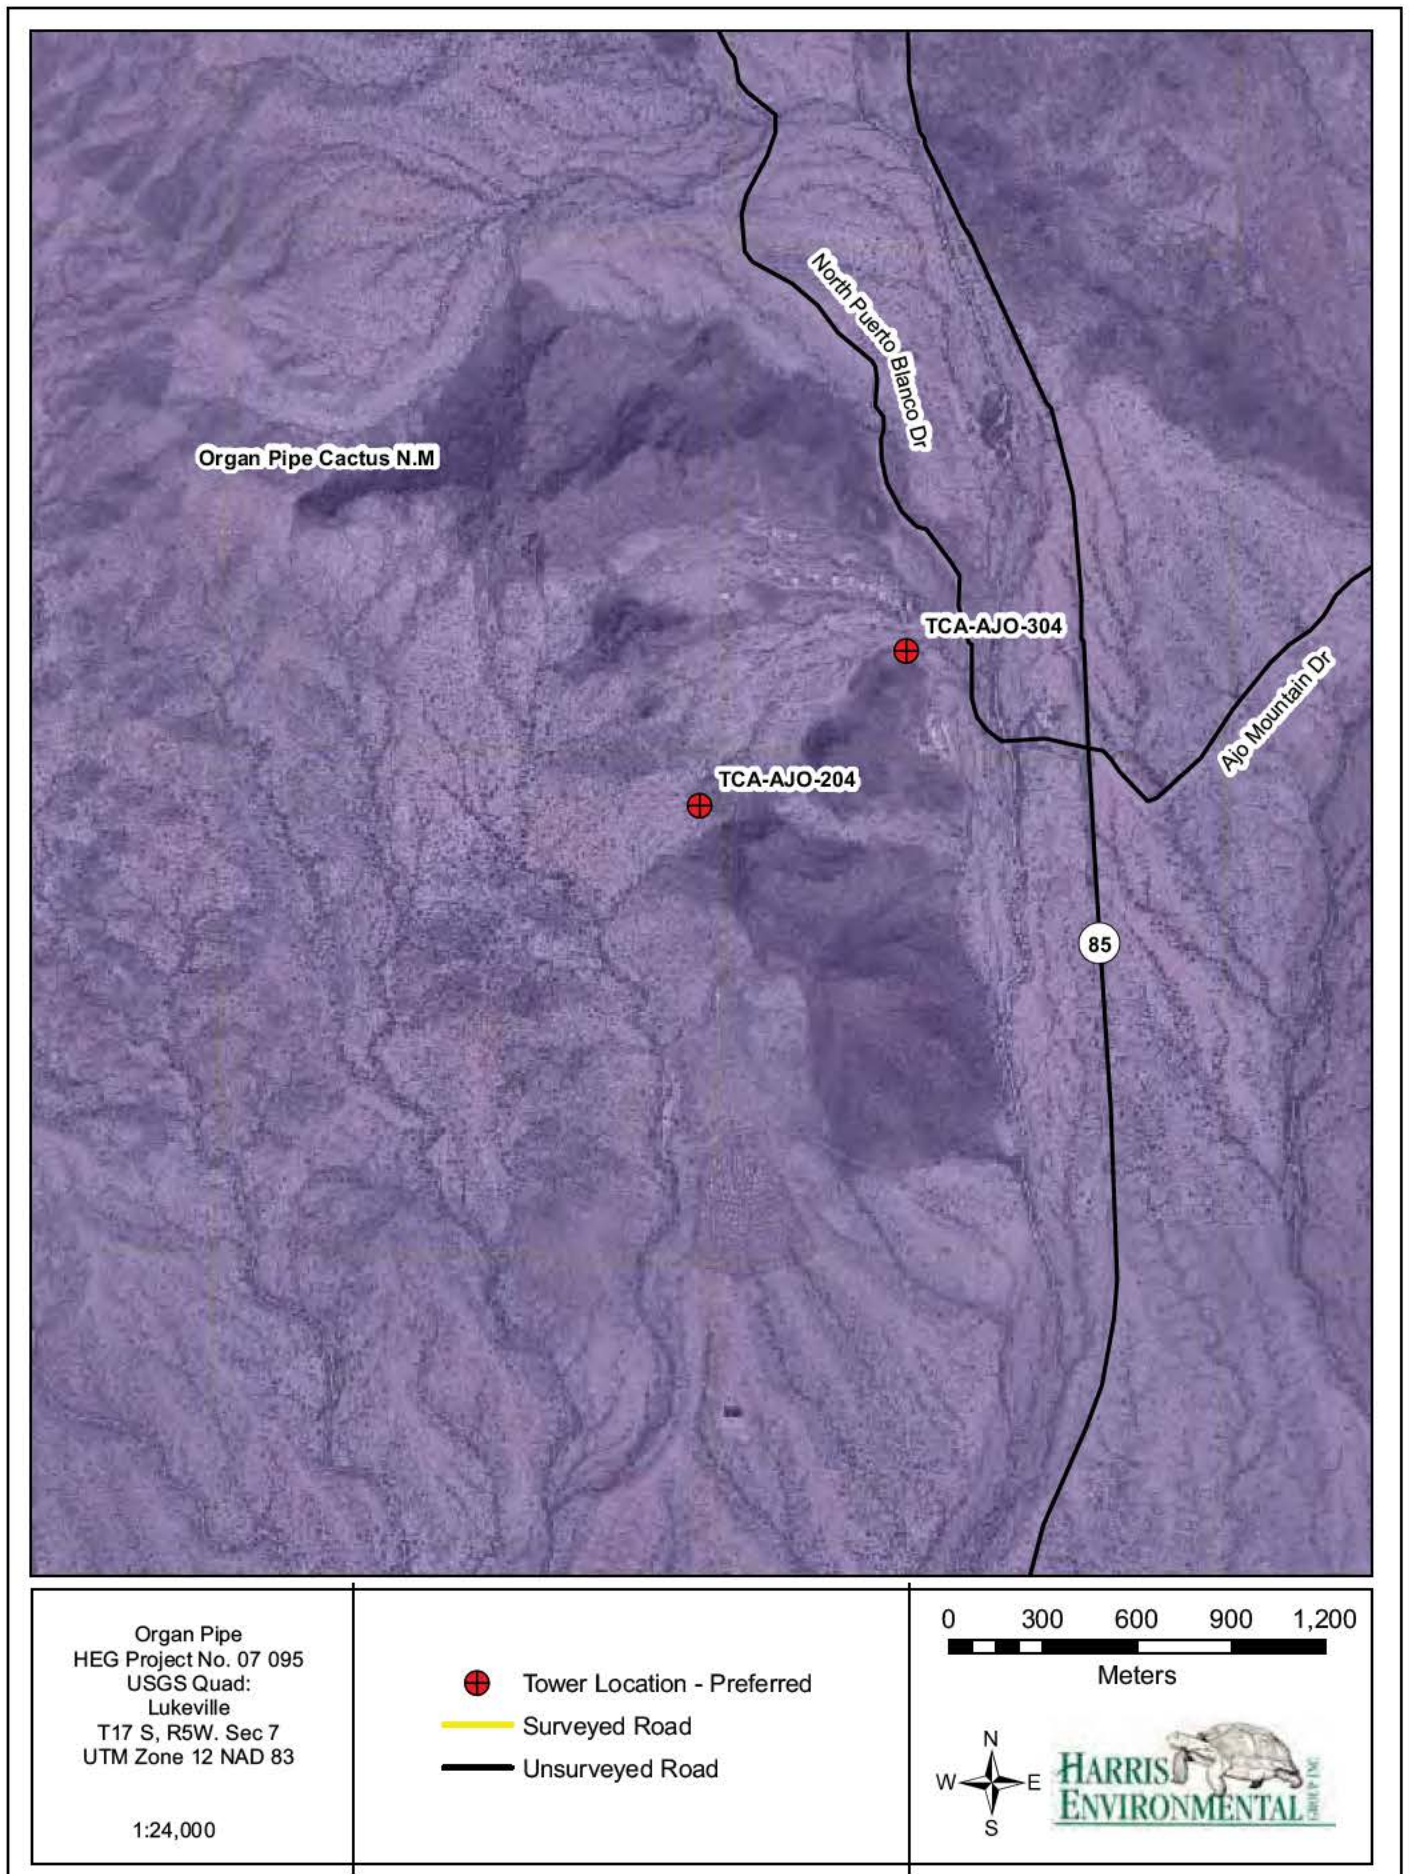 North Puerto Blanco Dr
Organ Pipe Cactus N.M
TCA-AJO-304
Ajo Mountain Dr
TCA-AJO-204
85
Organ Pipe
HEG Project No. 07 095
USGS Quad:
Lukeville
T17 S, R5W. Sec 7
UTM Zone 12 NAD 83
1:24,000
Tower Location - Preferred
Surveyed Road
Unsurveyed Road
0 300 600 900 1,200
Meters
N
W E
S
HARRIS
ENVIRONMENTAL
GROUP INC